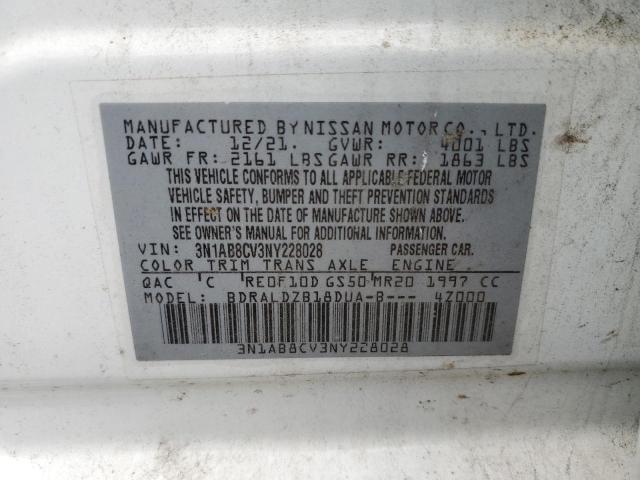 MANUFACTURED BY NISSAN MOTOR CO., LTD.
DATE: 12/21. GVWR: 4001 LBS
GAWR FR: 2161 LBS GAWR RR: 1863 LBS
THIS VEHICLE CONFORMS TO ALL APPLICABLE FEDERAL MOTOR
VEHICLE SAFETY, BUMPER AND THEFT PREVENTION STANDARDS
IN EFFECT ON THE DATE OF MANUFACTURE SHOWN ABOVE.
SEE OWNER'S MANUAL FOR ADDITIONAL INFORMATION.
VIN: 3N1AB8CV3NY228028 PASSENGER CAR.
COLOR TRIM TRANS AXLE ENGINE
QAC C RE0F10D GS50 MR20 1997 CC
MODEL: BDRALDZB18DUA-B--- 4Z000
3N1AB8CV3NY228028